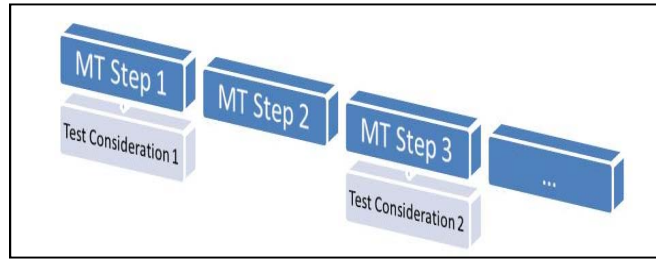 MT Step 1
Test Consideration 1
MT Step 2
MT Step 3
Test Consideration 2
...